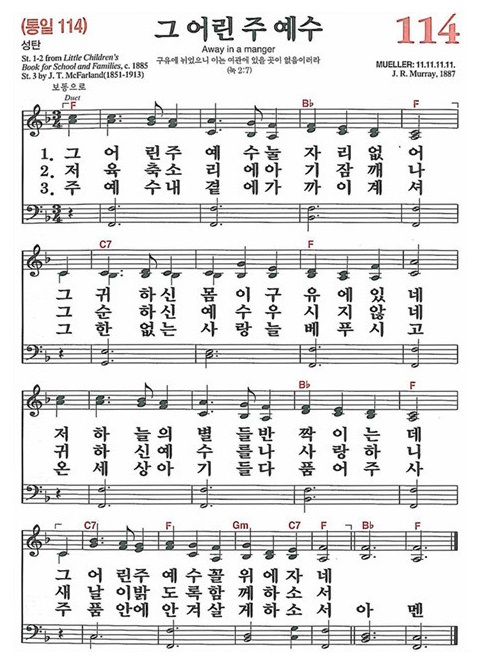 (통일 114)
그 어린 주 예수
114
성탄
Away in a manger
St. 1-2 from Little Children's
Book for School and Families, c. 1885
St. 3 by J. T. McFarland(1851-1913)
구유에 뉘었으니 이는 여관에 있을 곳이 없음이러라
(눅 2:7)
MUELLER: 11.11.11.11.
J. R. Murray, 1887
보통으로
Duet
F B♭ F
1. 그 어 린주 예 수눌 자 리없 어
2. 저 육 축소 리 에아 기 잠깨 나
3. 주 예 수내 곁 에가 까 이계 셔
C7 F
그 귀 하신 몸 이구 유 에있 네
그 순 하신 예 수우 시 지않 네
그 한 없는 사 랑늘 베 푸시 고
B♭ F
저 하 늘의 별 들반 짝 이는 데
귀 하 신예 수 를나 사 랑하 니
온 세 상아 기 들다 품 어주 사
C7 F Gm C7 F B♭ F
그 어 린주 예 수꼴 위 에자 네
새 날 이밝 도 록함 께 하소 서
주 품 안에 안 겨살 게 하소 서 아 멘